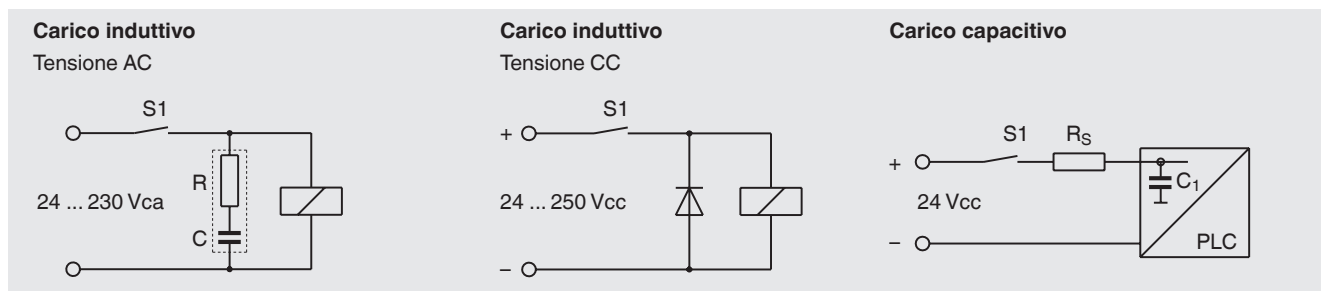 Carico induttivo
Tensione AC
S1
R
24 ... 230 Vca
C
Carico induttivo
Tensione CC
S1
+
24 ... 250 Vcc
–
Carico capacitivo
S1
RS
+
C1
24 Vcc
–
PLC